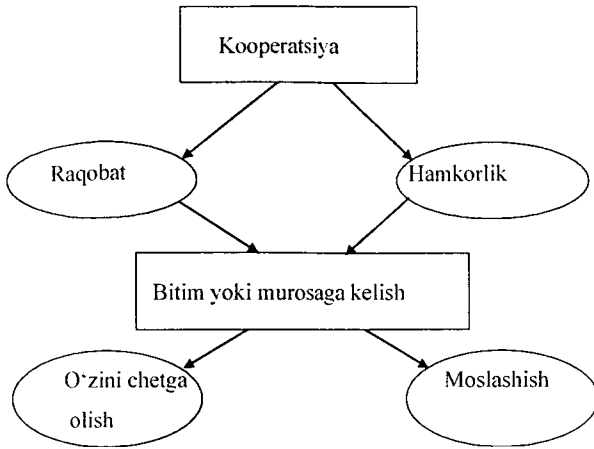 Kooperatsiya
Raqobat
Hamkorlik
Bitim yoki murosaga kelish
O‘zini chetga
olish
Moslashish